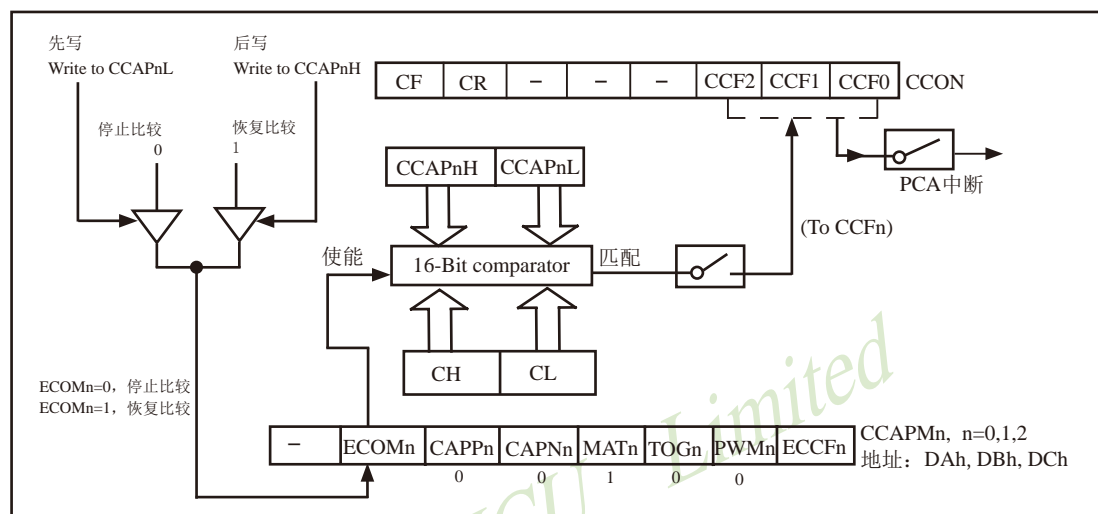 先写
Write to CCAPnL
后写
Write to CCAPnH
停止比较
0
恢复比较
1
CF CR – – – CCF2 CCF1 CCF0 CCON
PCA中断
CCAPnH CCAPnL
(To CCFn)
使能
16-Bit comparator
匹配
CH CL
ECOMn=0，停止比较
ECOMn=1，恢复比较
– ECOMn CAPPn CAPNn MATn TOGn PWMn ECCFn
0 0 1 0 0
CCAPMn, n=0,1,2
地址：DAh, DBh, DCh
Limited